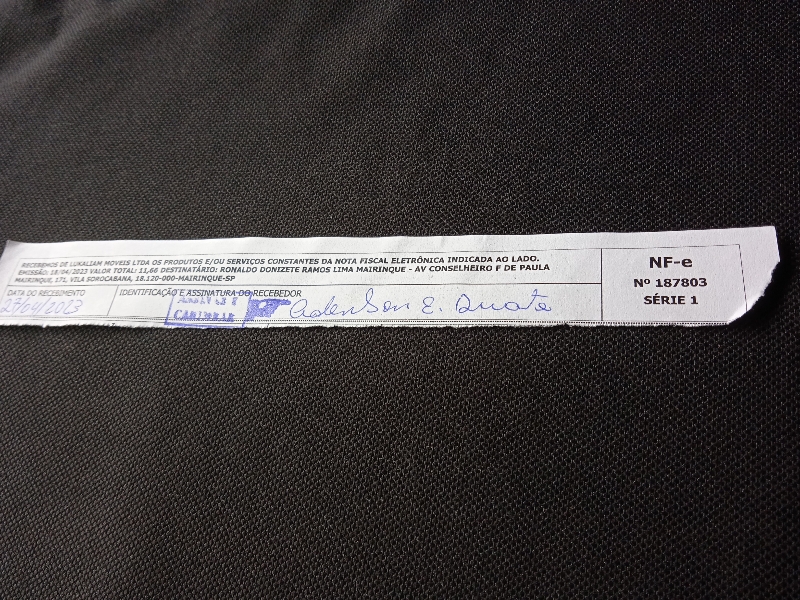 RECEBEMOS DE LUKALIAM MOVEIS LTDA OS PRODUTOS E/OU SERVIÇOS CONSTANTES DA NOTA FISCAL ELETRÔNICA INDICADA AO LADO.
EMISSÃO: 18/04/2023 VALOR TOTAL: 11,66 DESTINATÁRIO: RONALDO DONIZETE RAMOS LIMA MAIRINQUE - AV CONSELHEIRO F DE PAULA
MAIRINQUE, 171, VILA SOROCABANA, 18.120-000-MAIRINQUE-SP
DATA DO RECEBIMENTO
27/04/2023
IDENTIFICAÇÃO E ASSINATURA DO RECEBEDOR
E. Duarte
NF-e
Nº 187803
SÉRIE 1